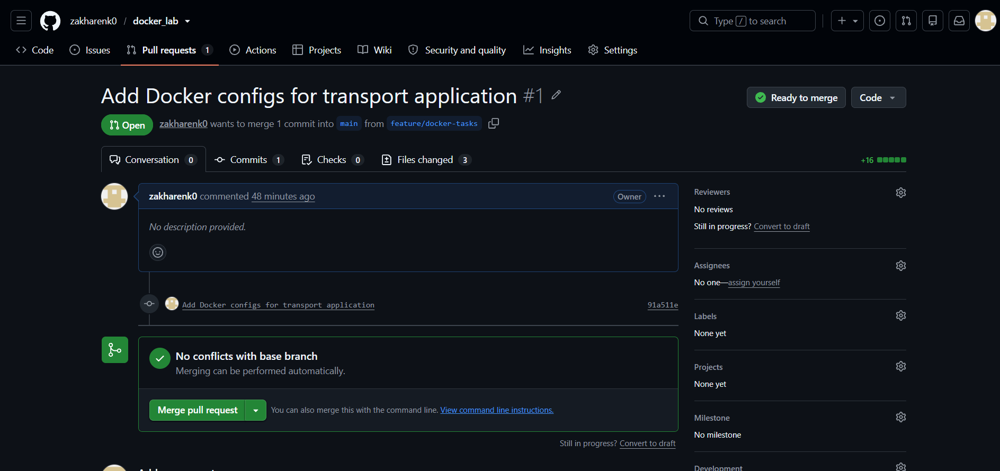 zakharenk0 / docker_lab
Type / to search
Code
Issues
Pull requests 1
Actions
Projects
Wiki
Security and quality
Insights
Settings
Add Docker configs for transport application #1
Ready to merge
Code
Open
zakharenk0 wants to merge 1 commit into main from feature/docker-tasks
Conversation 0
Commits 1
Checks 0
Files changed 3
+16
zakharenk0 commented 48 minutes ago
Owner
No description provided.
Add Docker configs for transport application
91a511e
No conflicts with base branch
Merging can be performed automatically.
Merge pull request
You can also merge this with the command line. View command line instructions.
Still in progress? Convert to draft
Reviewers
No reviews
Still in progress? Convert to draft
Assignees
No one—assign yourself
Labels
None yet
Projects
None yet
Milestone
No milestone
Development